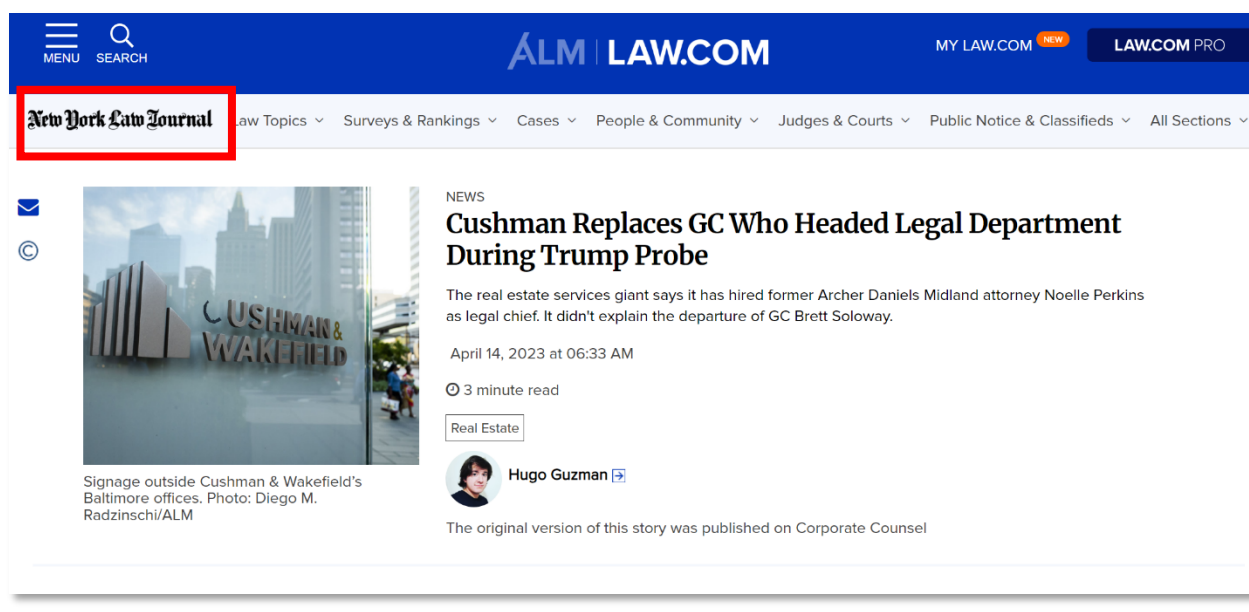 MENU SEARCH
ALM | LAW.COM
MY LAW.COM NEW
LAW.COM PRO
New York Law Journal
aw Topics
Surveys & Rankings
Cases
People & Community
Judges & Courts
Public Notice & Classifieds
All Sections
NEWS
Cushman Replaces GC Who Headed Legal Department
During Trump Probe
The real estate services giant says it has hired former Archer Daniels Midland attorney Noelle Perkins
as legal chief. It didn't explain the departure of GC Brett Soloway.
April 14, 2023 at 06:33 AM
3 minute read
Real Estate
Hugo Guzman
The original version of this story was published on Corporate Counsel
©
CUSHMAN &
WAKEFIELD
Signage outside Cushman & Wakefield's
Baltimore offices. Photo: Diego M.
Radzinschi/ALM